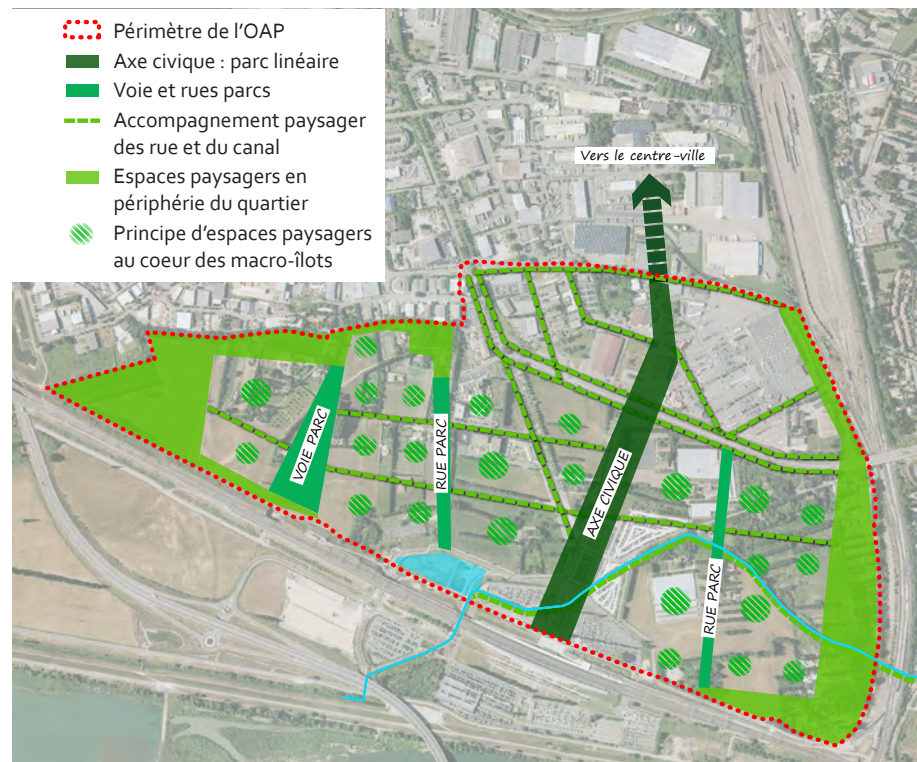 Périmètre de l'OAP
Axe civique : parc linéaire
Voie et rues parcs
Accompagnement paysager
des rue et du canal
Espaces paysagers en
périphérie du quartier
Principe d'espaces paysagers
au coeur des macro-îlots
Vers le centre-ville
VOIE PARC
RUE PARC
AXE CIVIQUE
RUE PARC